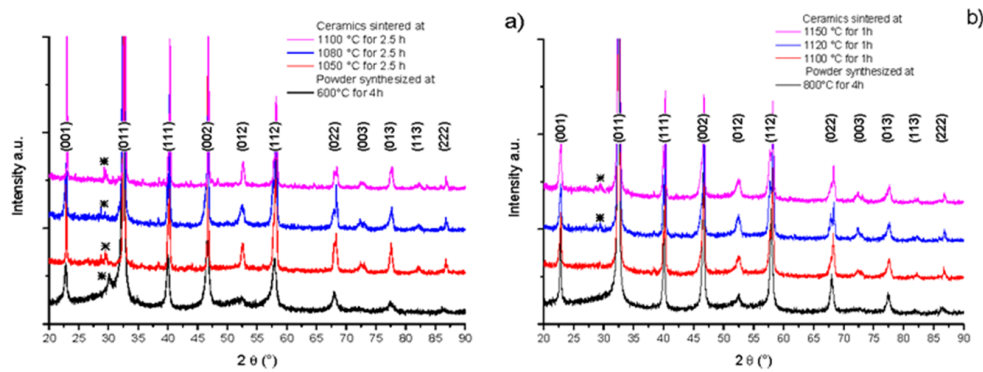 a)
Ceramics sintered at
1100 °C for 2.5 h
1080 °C for 2.5 h
1050 °C for 2.5 h
Powder synthesized at
600°C for 4h
(001)
(011)
(111)
(002)
(012)
(112)
(022)
(003)
(013)
(113)
(222)
Intensity a.u.
20 25 30 35 40 45 50 55 60 65 70 75 80 85 90
2 θ (°)
b)
Ceramics sintered at
1150 °C for 1h
1120 °C for 1h
1100 °C for 1h
Powder synthesized at
800°C for 4h
(001)
(011)
(111)
(002)
(012)
(112)
(022)
(003)
(013)
(113)
(222)
Intensity a.u.
20 25 30 35 40 45 50 55 60 65 70 75 80 85 90
2 θ (°)